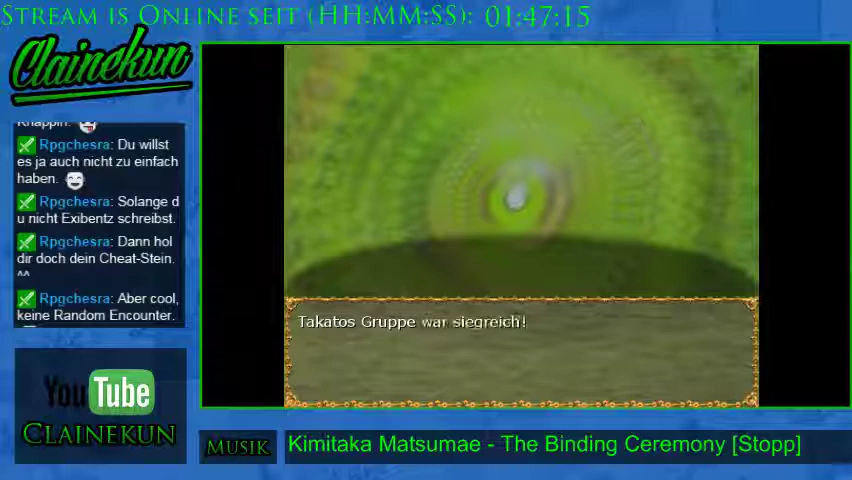 Stream is Online seit (HH:MM:SS): 01:47:15
Clainekun
Knappin.
Rpgchesra: Du willst
es ja auch nicht zu einfach
haben.
Rpgchesra: Solange d
u nicht Exibentz schreibst.
Rpgchesra: Dann hol
dir doch dein Cheat-Stein.
^^
Rpgchesra: Aber cool,
keine Random Encounter.
Takatos Gruppe war siegreich!
YouTube
Clainekun
Musik
Kimitaka Matsumae - The Binding Ceremony [Stopp]